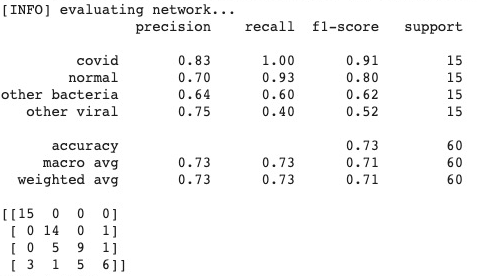 [INFO] evaluating network...
precision recall f1-score support
covid 0.83 1.00 0.91 15
normal 0.70 0.93 0.80 15
other bacteria 0.64 0.60 0.62 15
other viral 0.75 0.40 0.52 15
accuracy 0.73 60
macro avg 0.73 0.73 0.71 60
weighted avg 0.73 0.73 0.71 60
[[15 0 0 0]
[ 0 14 0 1]
[ 0 5 9 1]
[ 3 1 5 6]]